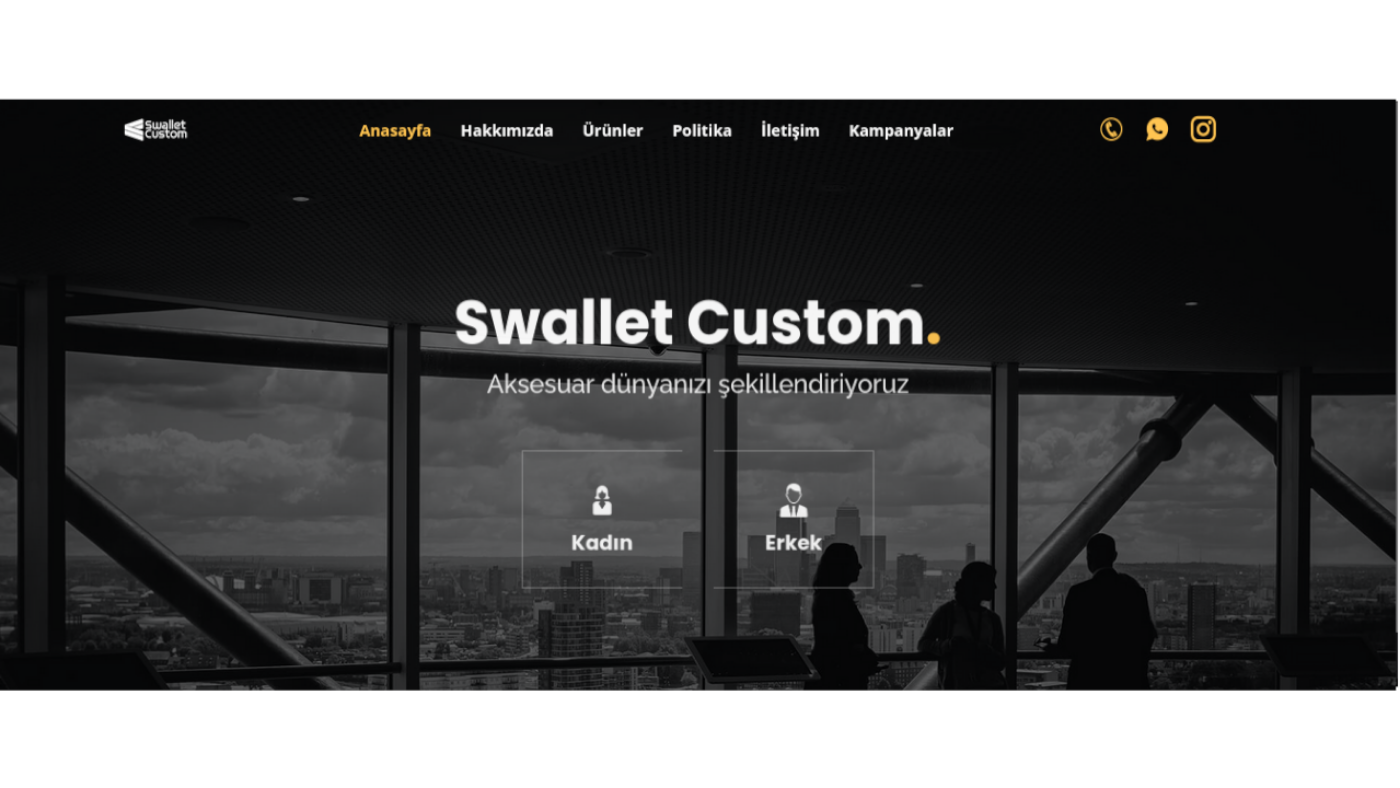 Swallet
Custom
Anasayfa Hakkımızda Ürünler Politika İletişim Kampanyalar
Swallet Custom.
Aksesuar dünyanızı şekillendiriyoruz
Kadın Erkek